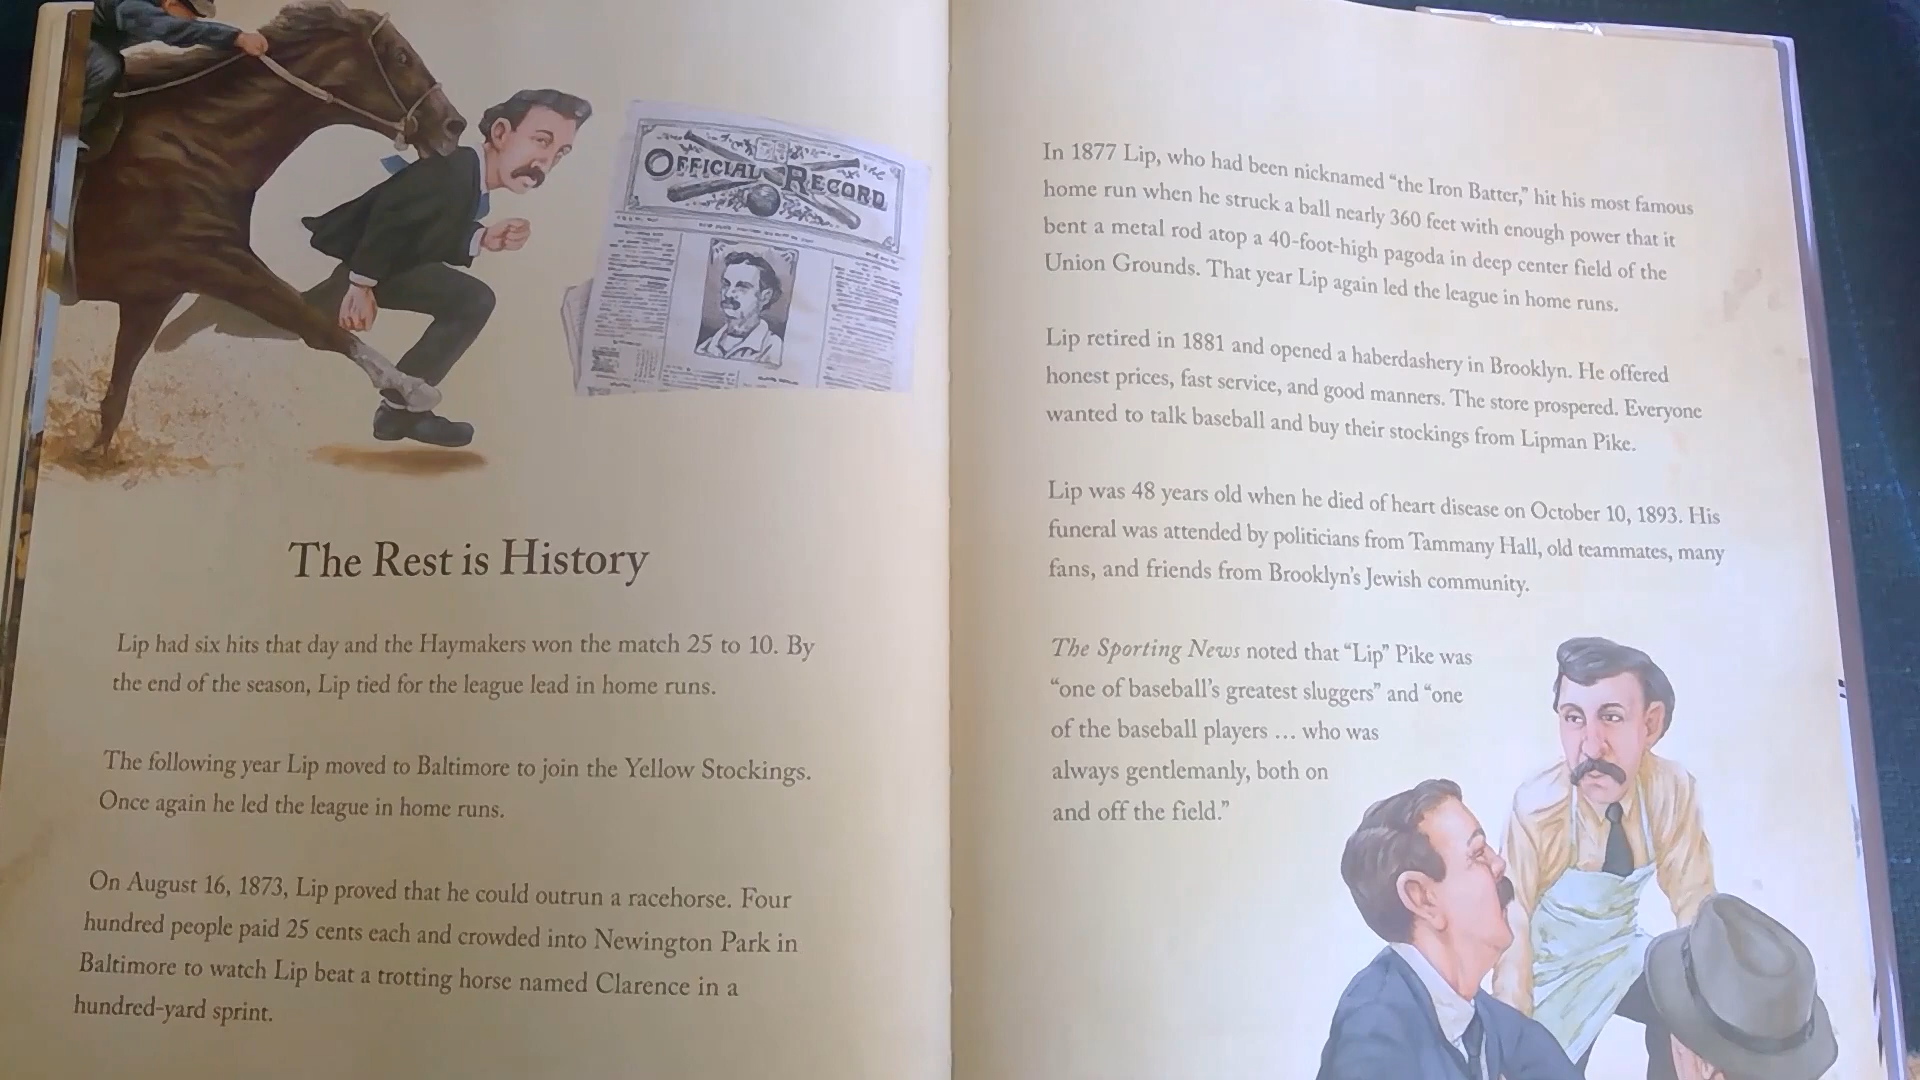 OFFICIAL RECORD
The Rest is History
Lip had six hits that day and the Haymakers won the match 25 to 10. By
the end of the season, Lip tied for the league lead in home runs.
The following year Lip moved to Baltimore to join the Yellow Stockings.
Once again he led the league in home runs.
On August 16, 1873, Lip proved that he could outrun a racehorse. Four
hundred people paid 25 cents each and crowded into Newington Park in
Baltimore to watch Lip beat a trotting horse named Clarence in a
hundred-yard sprint.
In 1877 Lip, who had been nicknamed “the Iron Batter,” hit his most famous
home run when he struck a ball nearly 360 feet with enough power that it
bent a metal rod atop a 40-foot-high pagoda in deep center field of the
Union Grounds. That year Lip again led the league in home runs.
Lip retired in 1881 and opened a haberdashery in Brooklyn. He offered
honest prices, fast service, and good manners. The store prospered. Everyone
wanted to talk baseball and buy their stockings from Lipman Pike.
Lip was 48 years old when he died of heart disease on October 10, 1893. His
funeral was attended by politicians from Tammany Hall, old teammates, many
fans, and friends from Brooklyn’s Jewish community.
The Sporting News noted that “Lip” Pike was
“one of baseball’s greatest sluggers” and “one
of the baseball players … who was
always gentlemanly, both on
and off the field.”